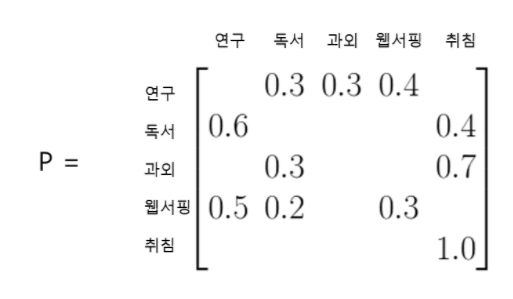 연구 독서 과외 웹서핑 취침
연구 0.3 0.3 0.4
독서 0.6 0.4
P = 과외 0.3 0.7
웹서핑 0.5 0.2 0.3
취침 1.0